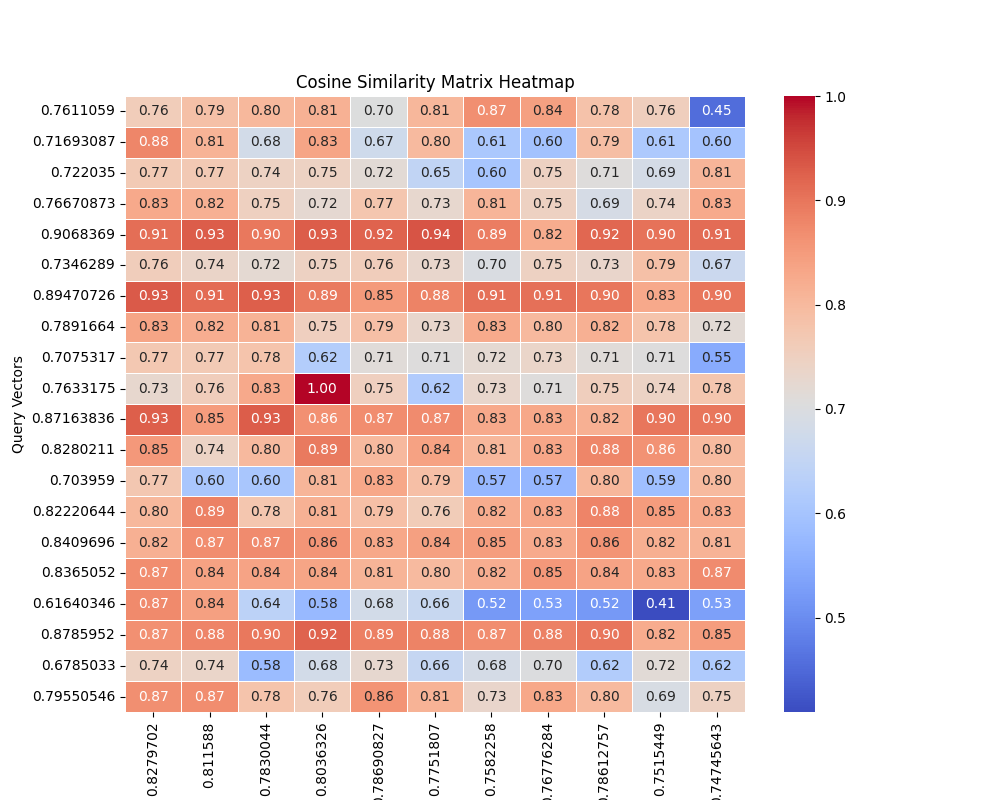 Cosine Similarity Matrix Heatmap
Query Vectors
0.7611059 0.76 0.79 0.80 0.81 0.70 0.81 0.87 0.84 0.78 0.76 0.45
0.71693087 0.88 0.81 0.68 0.83 0.67 0.80 0.61 0.60 0.79 0.61 0.60
0.722035 0.77 0.77 0.74 0.75 0.72 0.65 0.60 0.75 0.71 0.69 0.81
0.76670873 0.83 0.82 0.75 0.72 0.77 0.73 0.81 0.75 0.69 0.74 0.83
0.9068369 0.91 0.93 0.90 0.93 0.92 0.94 0.89 0.82 0.92 0.90 0.91
0.7346289 0.76 0.74 0.72 0.75 0.76 0.73 0.70 0.75 0.73 0.79 0.67
0.89470726 0.93 0.91 0.93 0.89 0.85 0.88 0.91 0.91 0.90 0.83 0.90
0.7891664 0.83 0.82 0.81 0.75 0.79 0.73 0.83 0.80 0.82 0.78 0.72
0.7075317 0.77 0.77 0.78 0.62 0.71 0.71 0.72 0.73 0.71 0.71 0.55
0.7633175 0.73 0.76 0.83 1.00 0.75 0.62 0.73 0.71 0.75 0.74 0.78
0.87163836 0.93 0.85 0.93 0.86 0.87 0.87 0.83 0.83 0.82 0.90 0.90
0.8280211 0.85 0.74 0.80 0.89 0.80 0.84 0.81 0.83 0.88 0.86 0.80
0.703959 0.77 0.60 0.60 0.81 0.83 0.79 0.57 0.57 0.80 0.59 0.80
0.82220644 0.80 0.89 0.78 0.81 0.79 0.76 0.82 0.83 0.88 0.85 0.83
0.8409696 0.82 0.87 0.87 0.86 0.83 0.84 0.85 0.83 0.86 0.82 0.81
0.8365052 0.87 0.84 0.84 0.84 0.81 0.80 0.82 0.85 0.84 0.83 0.87
0.61640346 0.87 0.84 0.64 0.58 0.68 0.66 0.52 0.53 0.52 0.41 0.53
0.8785952 0.87 0.88 0.90 0.92 0.89 0.88 0.87 0.88 0.90 0.82 0.85
0.6785033 0.74 0.74 0.58 0.68 0.73 0.66 0.68 0.70 0.62 0.72 0.62
0.79550546 0.87 0.87 0.78 0.76 0.86 0.81 0.73 0.83 0.80 0.69 0.75
0.8279702 0.811588 0.7830044 0.8036326 0.78690827 0.7751807 0.7582258 0.76776284 0.78612757 0.7515449 0.74745643
1.0
0.9
0.8
0.7
0.6
0.5